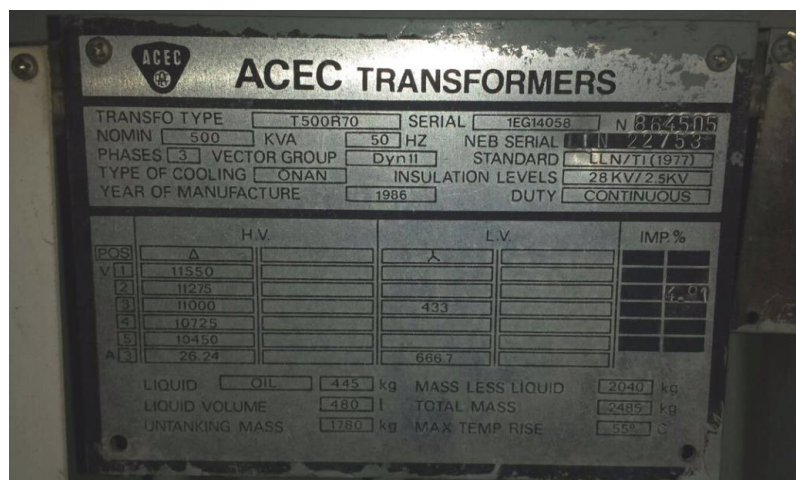 ACEC
ACEC TRANSFORMERS
TRANSFO TYPE T500R70 SERIAL 1EG14058 N 864505
NOMIN 500 KVA 50 HZ NEB SERIAL 22753
PHASES 3 VECTOR GROUP Dyn11 STANDARD LLN/T1(1977)
TYPE OF COOLING ONAN INSULATION LEVELS 28KV/2.5KV
YEAR OF MANUFACTURE 1986 DUTY CONTINUOUS
H.V. L.V. IMP.%
POS Δ
V 1 11550
2 11275
3 11000 433
4 10725
5 10450
A 3 26.24 666.7
LIQUID OIL 445 kg MASS LESS LIQUID 2040 kg
LIQUID VOLUME 480 l TOTAL MASS 2485 kg
UNTANKING MASS 1780 kg MAX TEMP RISE 55° C